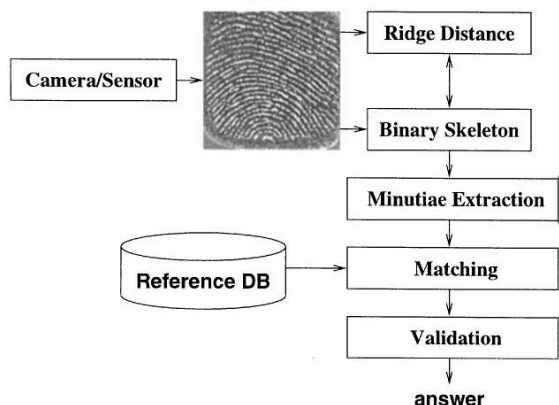 Ridge Distance
Camera/Sensor
Binary Skeleton
Minutiae Extraction
Reference DB
Matching
Validation
answer